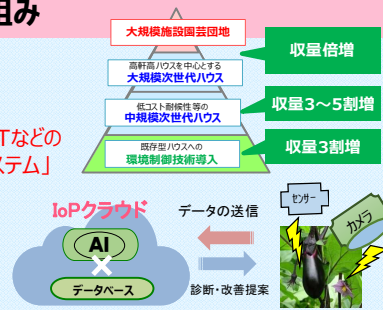 組み
大規模施設園芸団地
収量倍増
高軒高ハウスを中心とする
大規模次世代ハウス
低コスト耐候性等の
中規模次世代ハウス
収量3～5割増
既存型ハウスへの
環境制御技術導入
収量3割増
Tなどの
ステム」
IoPクラウド
AI
データベース
データの送信
診断・改善提案
センサー
カメラ